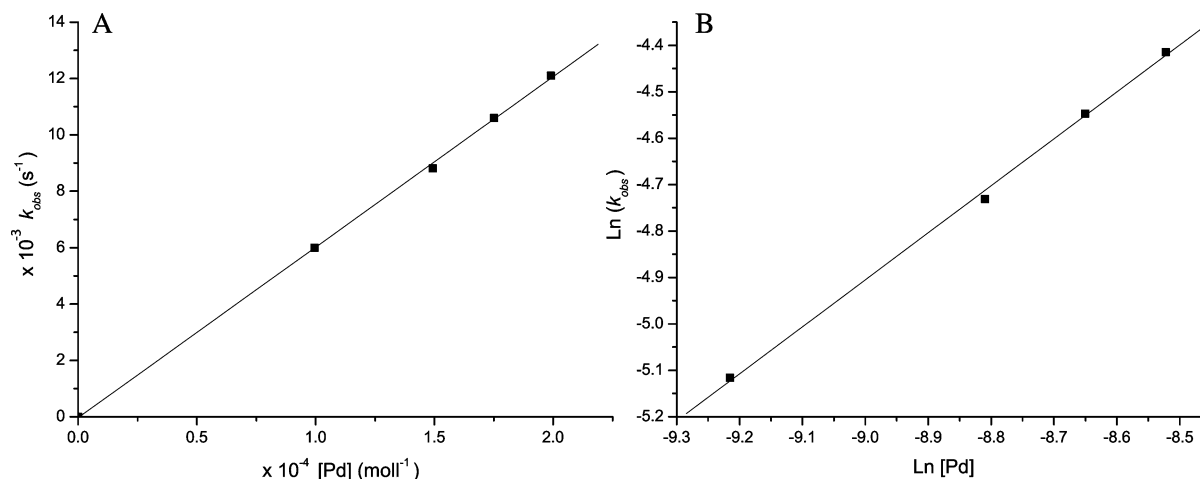 A
14
12
10
8
6
4
2
0
x 10⁻³ k_obs (s⁻¹)
0.0 0.5 1.0 1.5 2.0
x 10⁻⁴ [Pd] (moll⁻¹)
B
-4.4
-4.5
-4.6
-4.7
-4.8
-4.9
-5.0
-5.1
-5.2
Ln (k_obs)
-9.3 -9.2 -9.1 -9.0 -8.9 -8.8 -8.7 -8.6 -8.5
Ln [Pd]